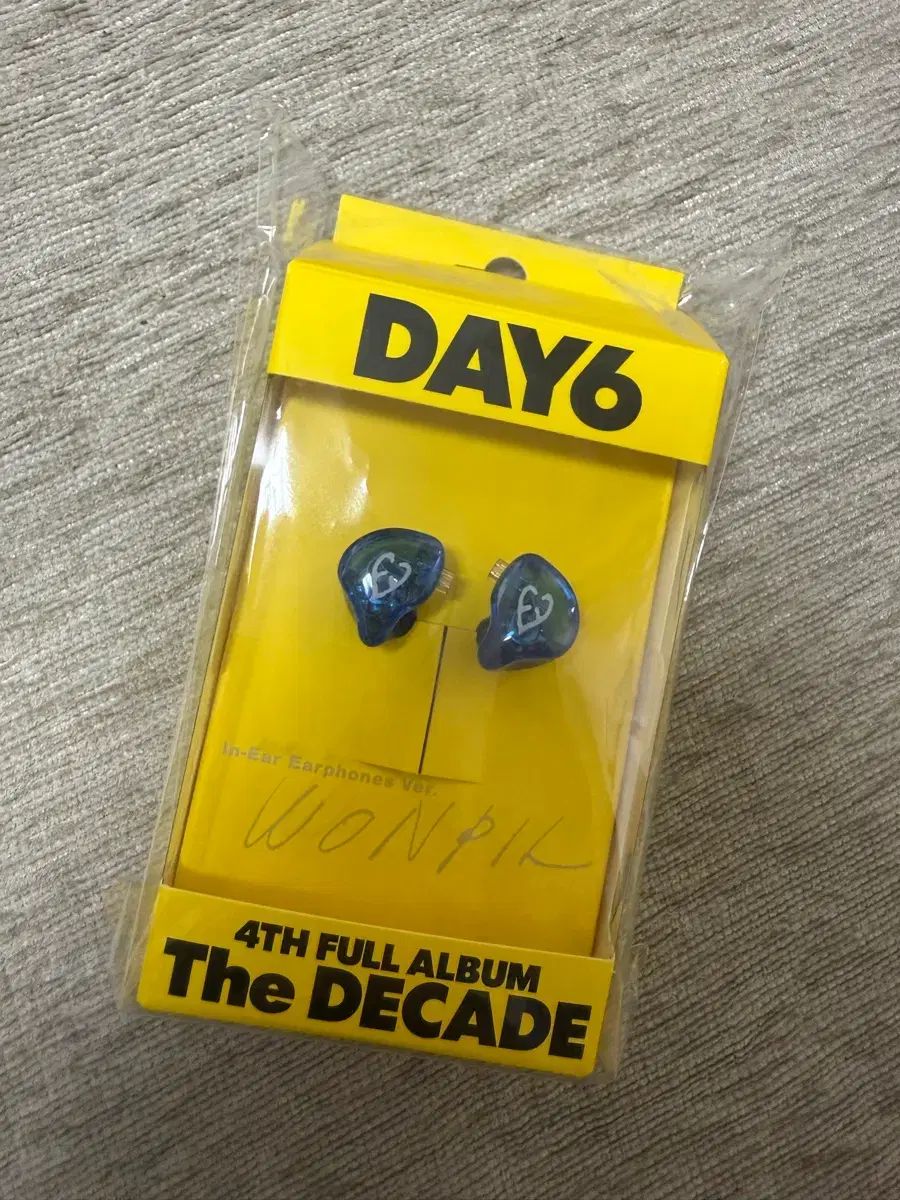 DAY6
In-Ear Earphones Ver.
WONPIL
4TH FULL ALBUM
The DECADE